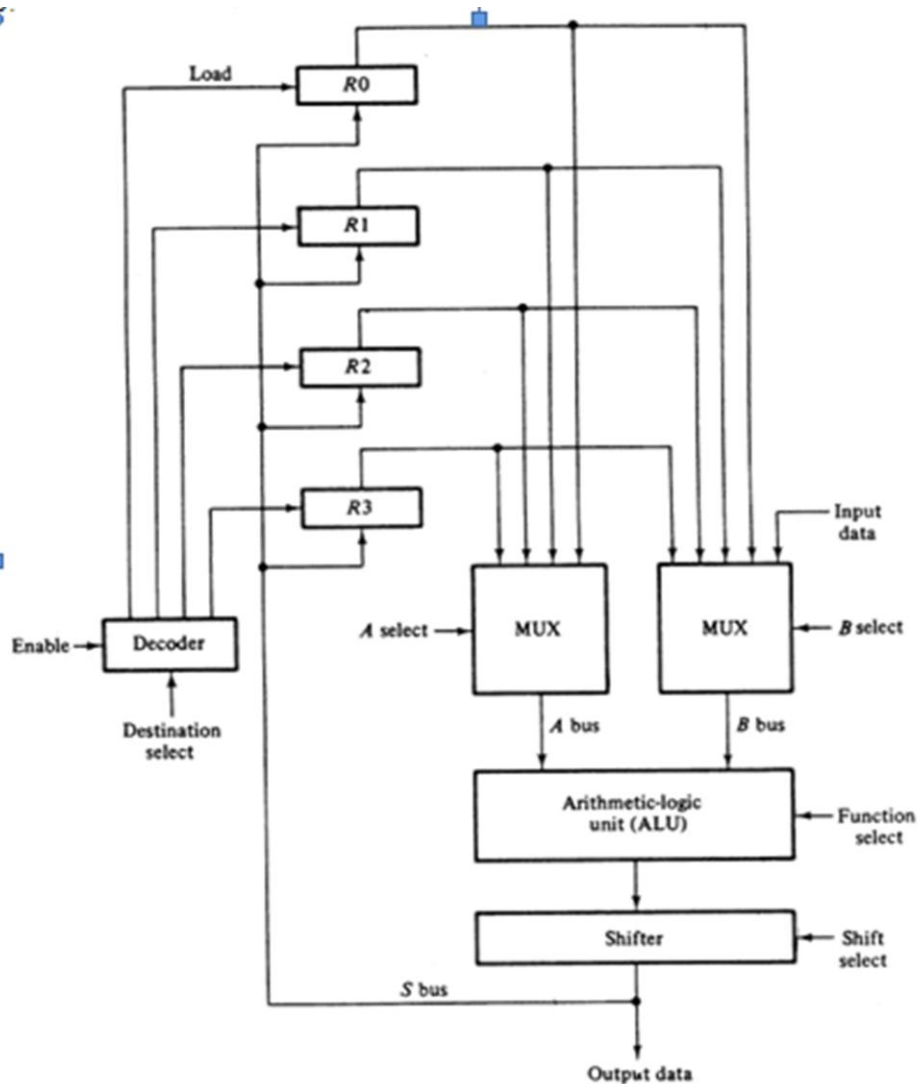 Load
R0
R1
R2
R3
Input
data
A select
MUX
MUX
B select
Enable
Decoder
Destination
select
A bus
B bus
Arithmetic-logic
unit (ALU)
Function
select
Shifter
Shift
select
S bus
Output data